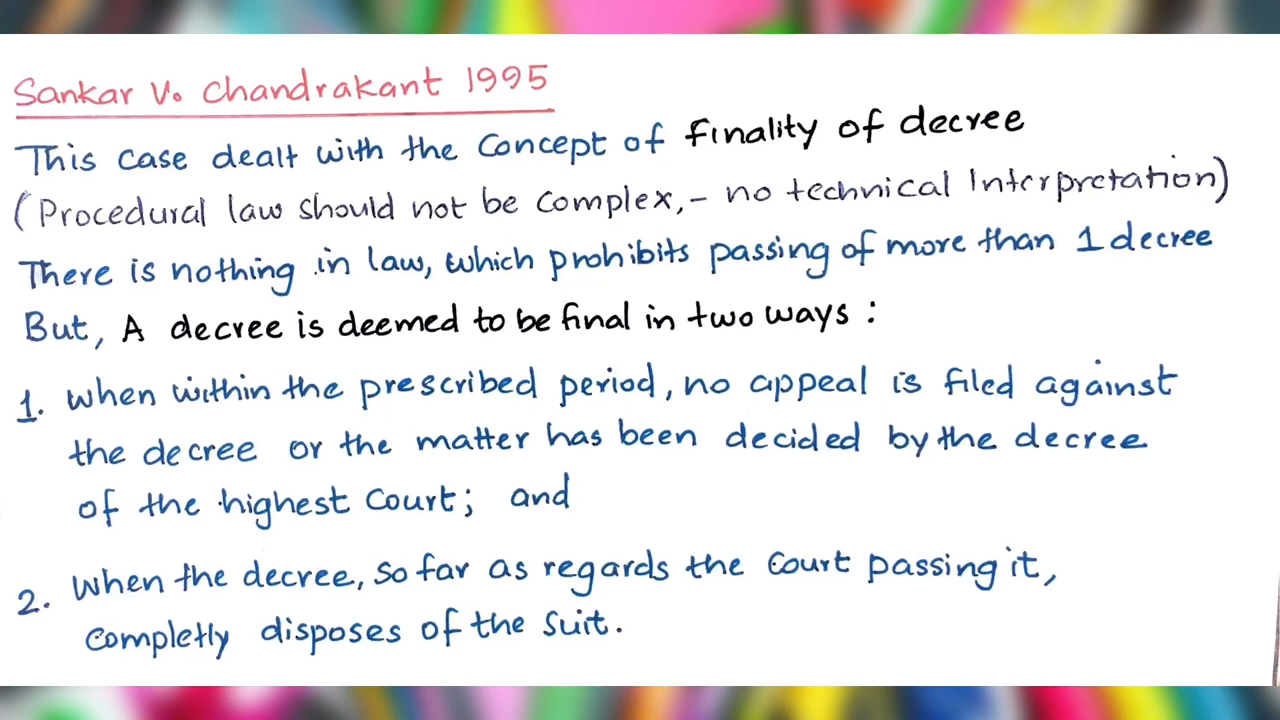 Sankar V. Chandrakant 1995
This case dealt with the concept of finality of decree
(Procedural law should not be complex,- no technical Interpretation)
There is nothing in law, which prohibits passing of more than 1 decree
But, A decree is deemed to be final in two ways :
1. when within the prescribed period, no appeal is filed against
the decree or the matter has been decided by the decree
of the highest Court; and
2. When the decree, so far as regards the Court passing it,
completly disposes of the suit.